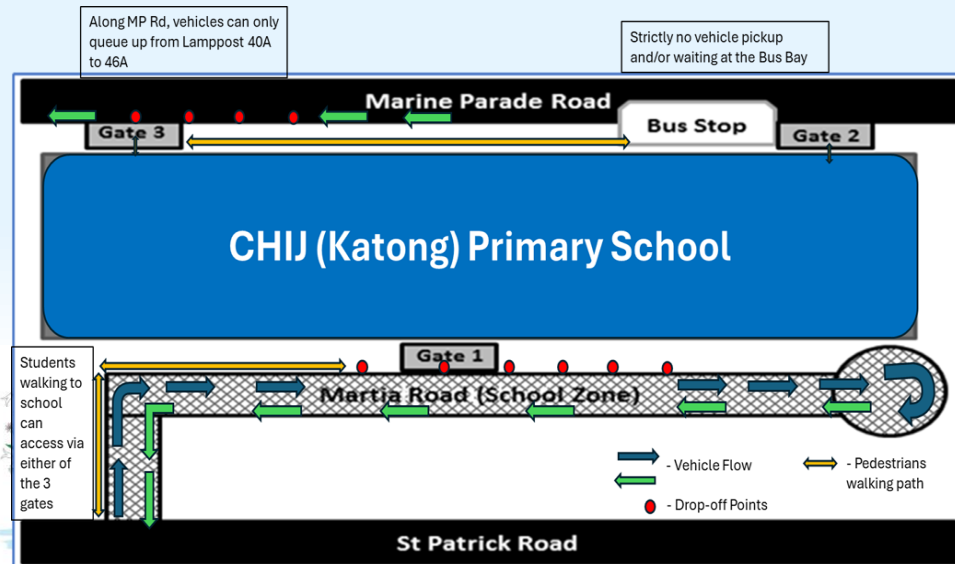 Along MP Rd, vehicles can only
queue up from Lamppost 40A
to 46A
Strictly no vehicle pickup
and/or waiting at the Bus Bay
Marine Parade Road
Bus Stop
Gate 3
Gate 2
CHIJ (Katong) Primary School
Students
walking to
school
can
access via
either of
the 3
gates
Gate 1
Martia Road (School Zone)
- Vehicle Flow
- Pedestrians
walking path
- Drop-off Points
St Patrick Road